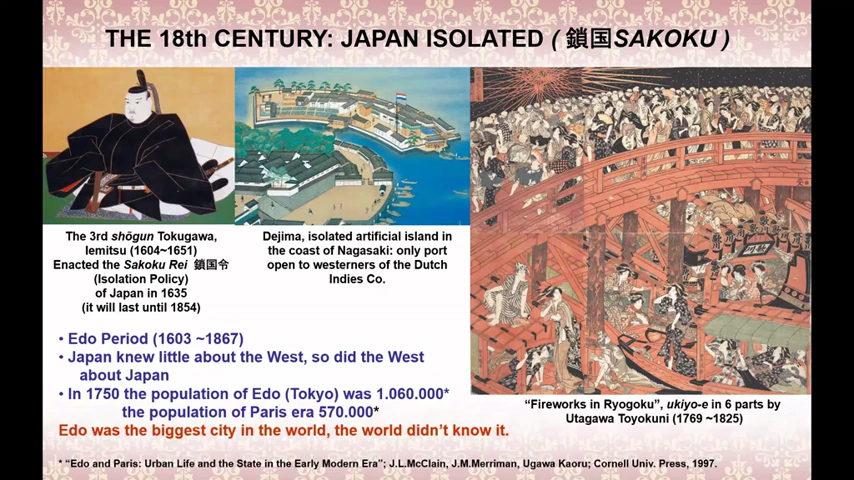 THE 18th CENTURY: JAPAN ISOLATED ( 鎖国SAKOKU )
The 3rd shōgun Tokugawa,
Iemitsu (1604~1651)
Enacted the Sakoku Rei 鎖国令
(Isolation Policy)
of Japan in 1635
(it will last until 1854)
Dejima, isolated artificial island in
the coast of Nagasaki: only port
open to westerners of the Dutch
Indies Co.
• Edo Period (1603 ~1867)
• Japan knew little about the West, so did the West
about Japan
• In 1750 the population of Edo (Tokyo) was 1.060.000*
the population of Paris era 570.000*
Edo was the biggest city in the world, the world didn’t know it.
“Fireworks in Ryogoku”, ukiyo-e in 6 parts by
Utagawa Toyokuni (1769 ~1825)
* “Edo and Paris: Urban Life and the State in the Early Modern Era”; J.L.McClain, J.M.Merriman, Ugawa Kaoru; Cornell Univ. Press, 1997.